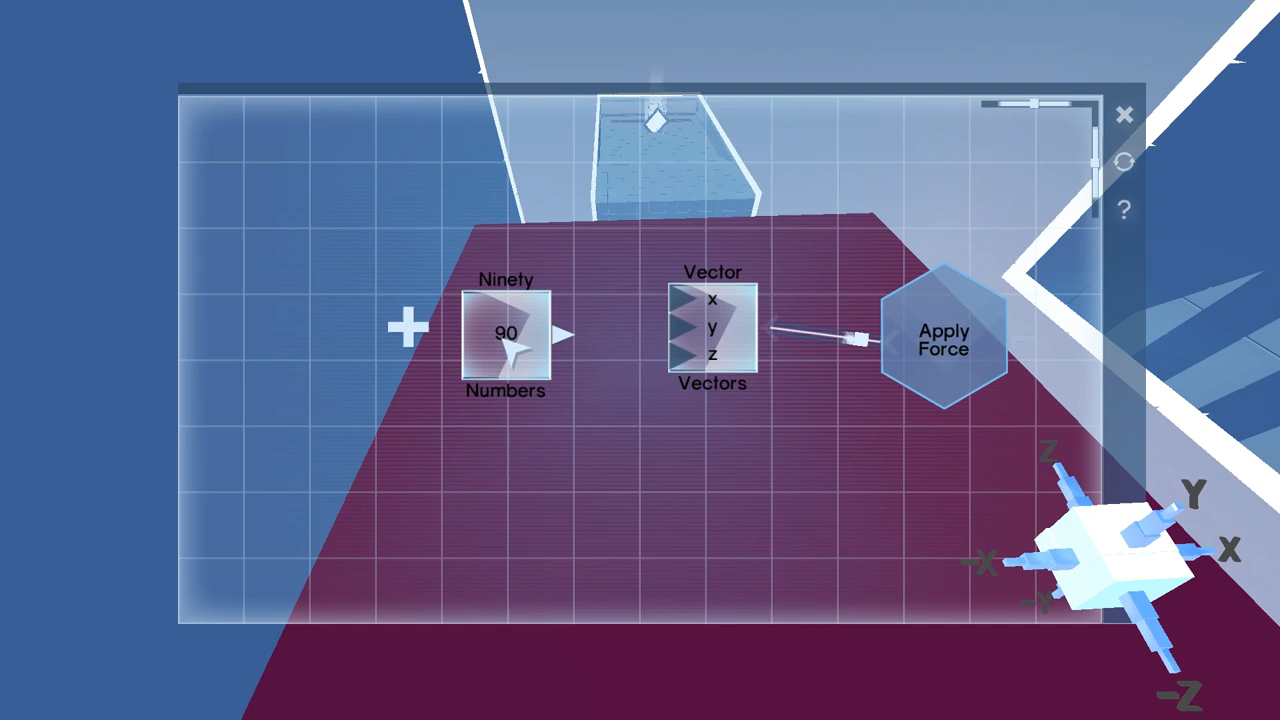 Ninety
90
Numbers
Vector
x
y
z
Vectors
Apply
Force
?
Z
Y
-X
X
-Y
-Z